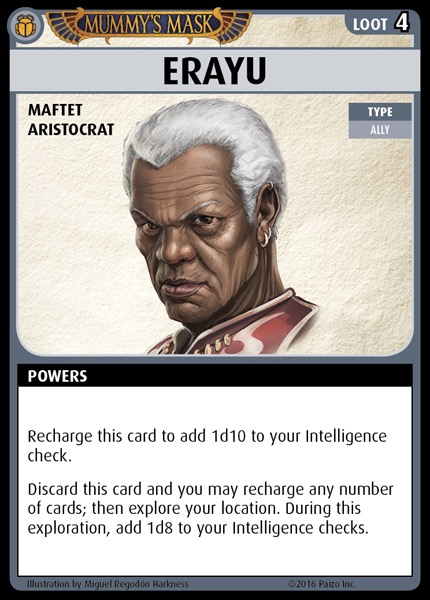 MUMMY'S MASK
LOOT 4
ERAYU
MAFTET
ARISTOCRAT
TYPE
ALLY
POWERS
Recharge this card to add 1d10 to your Intelligence
check.
Discard this card and you may recharge any number
of cards; then explore your location. During this
exploration, add 1d8 to your Intelligence checks.
Illustration by Miguel Regodón Harkness
©2016 Paizo Inc.